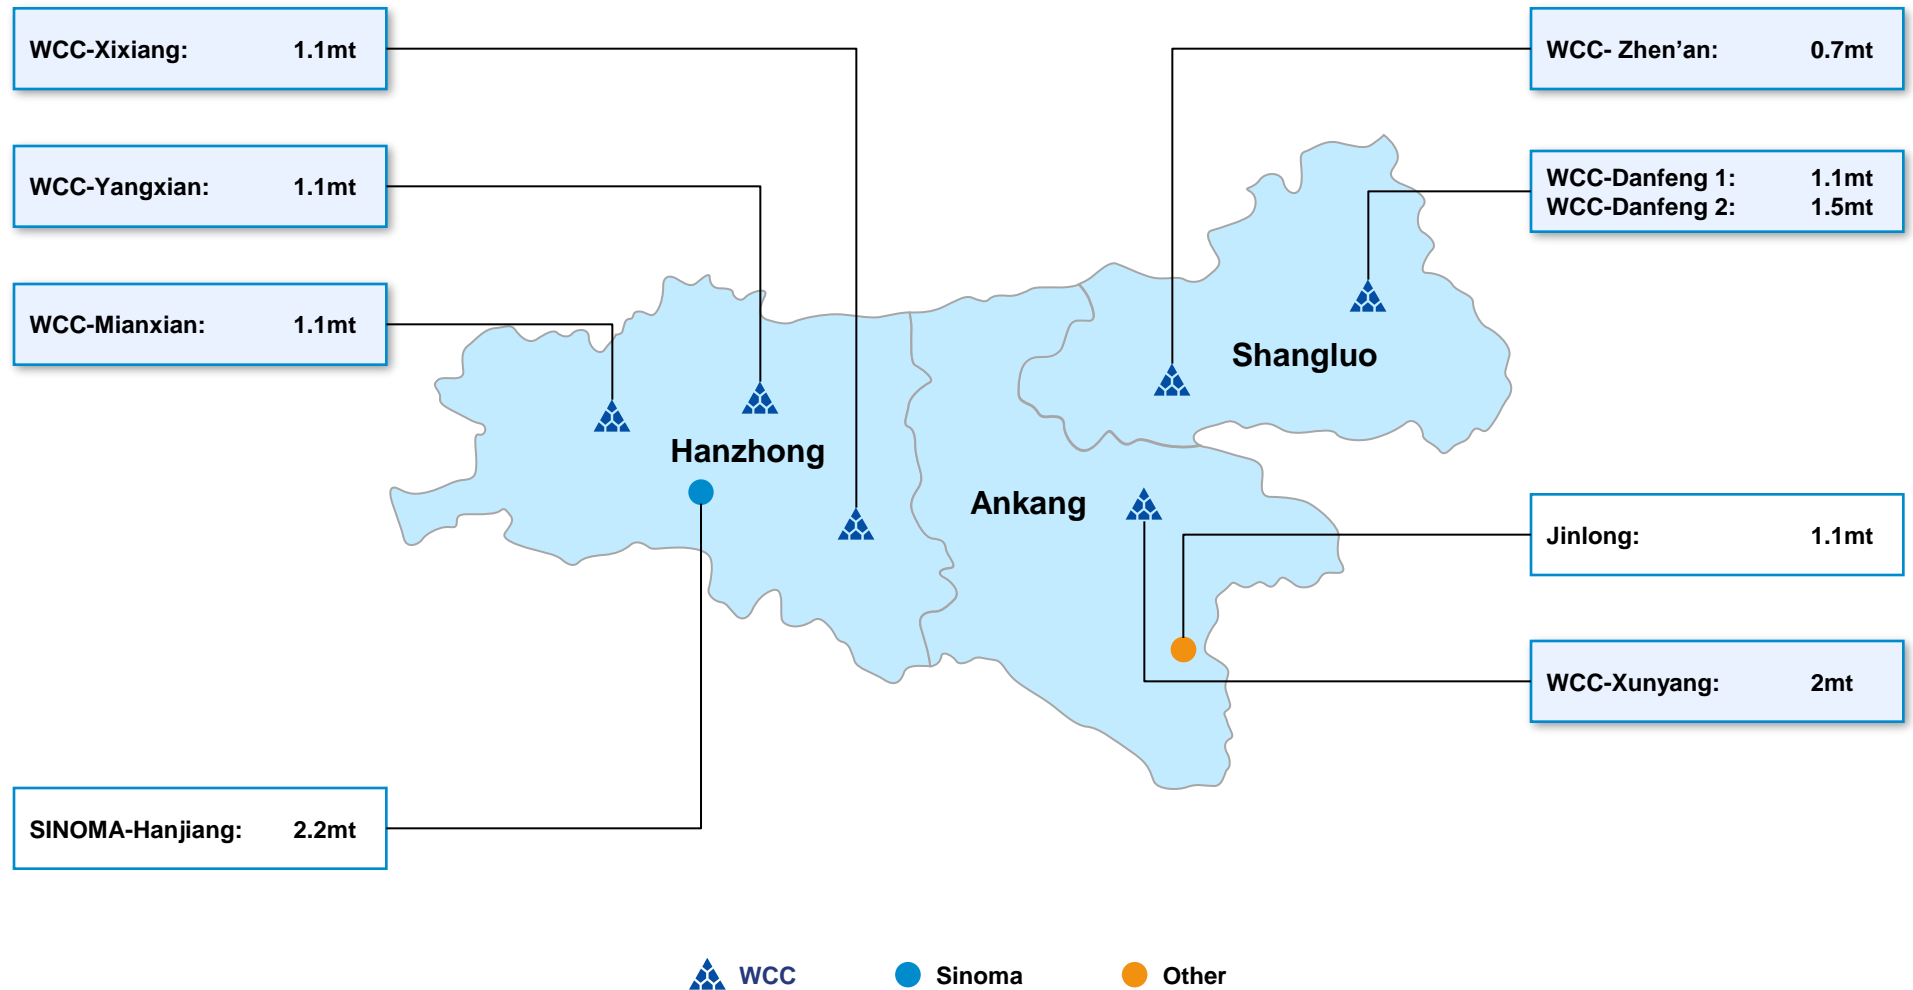 WCC-Xixiang: 1.1mt
WCC-Yangxian: 1.1mt
WCC-Mianxian: 1.1mt
SINOMA-Hanjiang: 2.2mt
Hanzhong
Ankang
Shangluo
WCC- Zhen’an: 0.7mt
WCC-Danfeng 1: 1.1mt
WCC-Danfeng 2: 1.5mt
Jinlong: 1.1mt
WCC-Xunyang: 2mt
WCC
Sinoma
Other